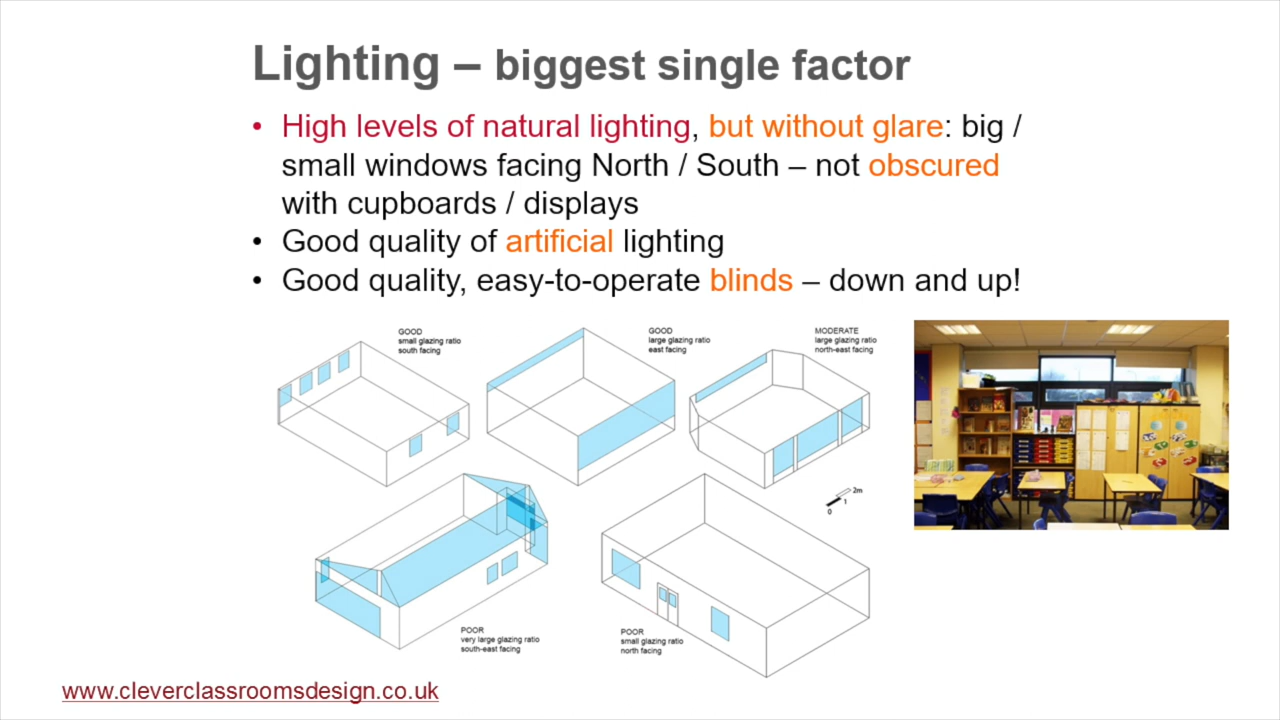 Lighting – biggest single factor
• High levels of natural lighting, but without glare: big /
small windows facing North / South – not obscured
with cupboards / displays
• Good quality of artificial lighting
• Good quality, easy-to-operate blinds – down and up!
GOOD
small glazing ratio
south facing
GOOD
large glazing ratio
east facing
MODERATE
large glazing ratio
north-east facing
2m
1
0
POOR
very large glazing ratio
south-east facing
POOR
small glazing ratio
north facing
www.cleverclassroomsdesign.co.uk